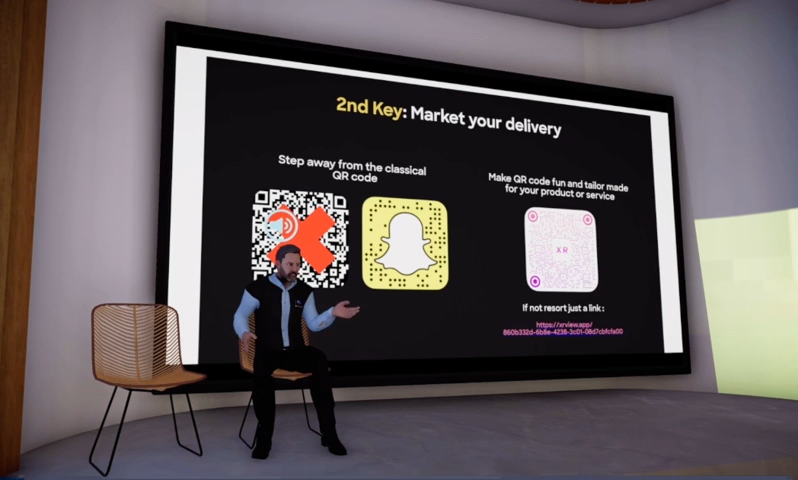 2nd Key: Market your delivery
Step away from the classical
QR code
Make QR code fun and tailor made
for your product or service
XR
If not resort just a link :
https://xrview.app/